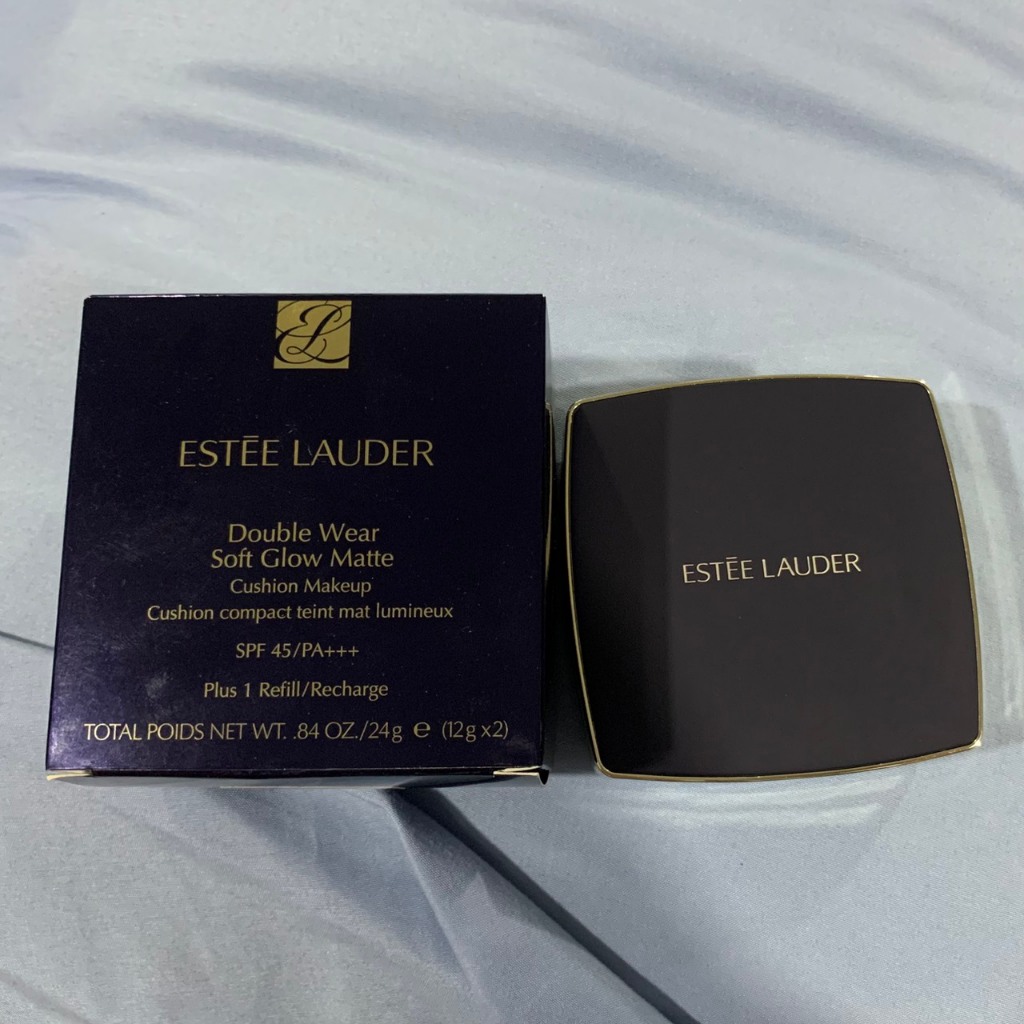 EL
ESTĒE LAUDER
Double Wear
Soft Glow Matte
Cushion Makeup
Cushion compact teint mat lumineux
SPF 45/PA+++
Plus 1 Refill/Recharge
TOTAL POIDS NET WT. .84 OZ./24g ℮ (12g x2)
ESTĒE LAUDER